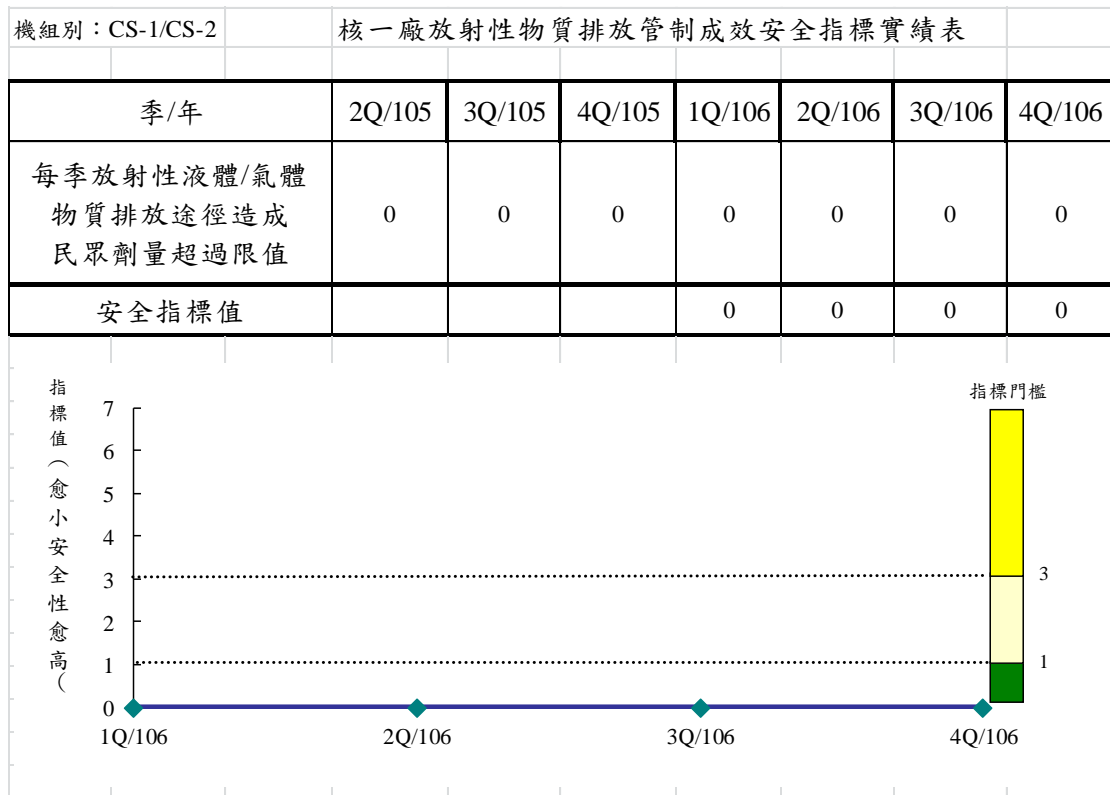 機組別：CS-1/CS-2 核一廠放射性物質排放管制成效安全指標實績表
季/年 2Q/105 3Q/105 4Q/105 1Q/106 2Q/106 3Q/106 4Q/106
每季放射性液體/氣體
物質排放途徑造成
民眾劑量超過限值
0 0 0 0 0 0 0
安全指標值 0 0 0 0
指標值（愈小安全性愈高（
指標門檻
7
6
5
4
3 3
2
1 1
0
1Q/106 2Q/106 3Q/106 4Q/106